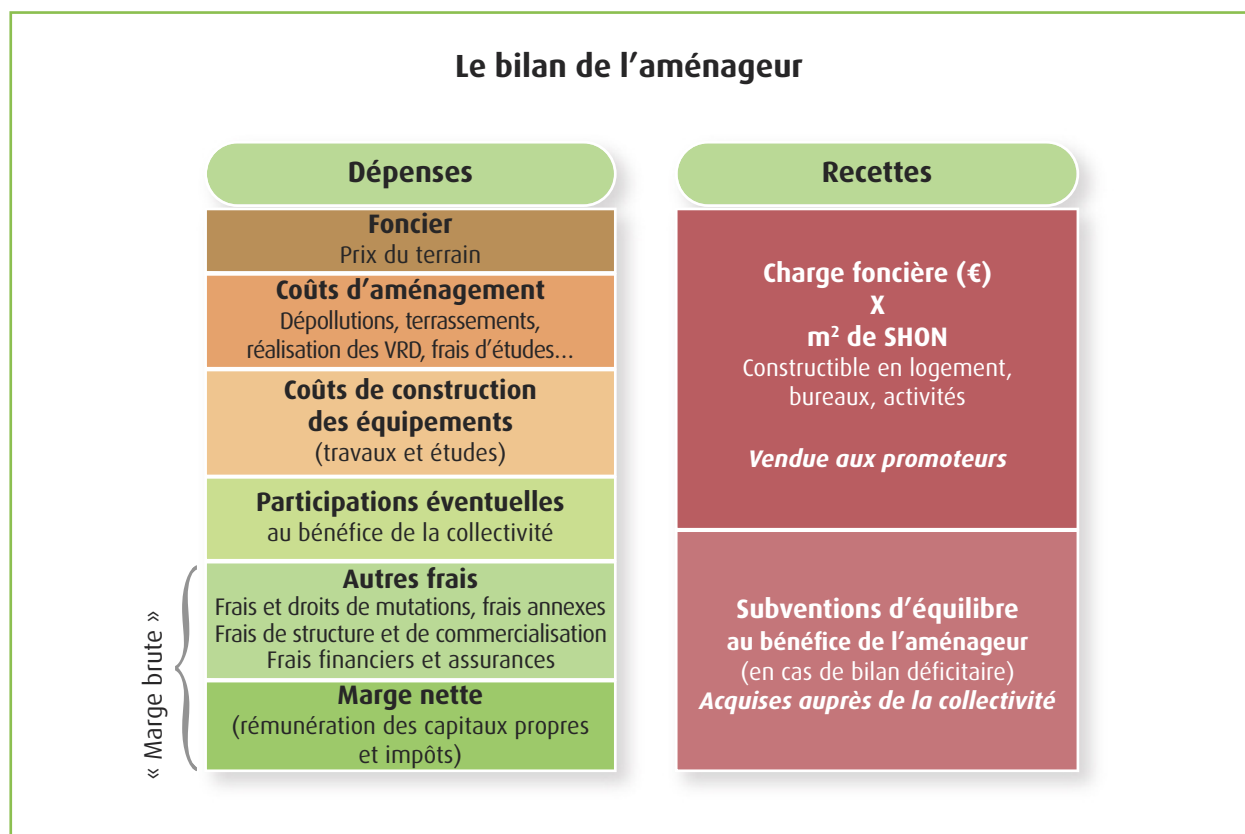 Le bilan de l'aménageur
Dépenses
Foncier
Prix du terrain
Coûts d'aménagement
Dépollutions, terrassements,
réalisation des VRD, frais d'études...
Coûts de construction
des équipements
(travaux et études)
Participations éventuelles
au bénéfice de la collectivité
« Marge brute »
Autres frais
Frais et droits de mutations, frais annexes
Frais de structure et de commercialisation
Frais financiers et assurances
Marge nette
(rémunération des capitaux propres
et impôts)
Recettes
Charge foncière (€)
X
m² de SHON
Constructible en logement,
bureaux, activités
Vendue aux promoteurs
Subventions d'équilibre
au bénéfice de l'aménageur
(en cas de bilan déficitaire)
Acquises auprès de la collectivité